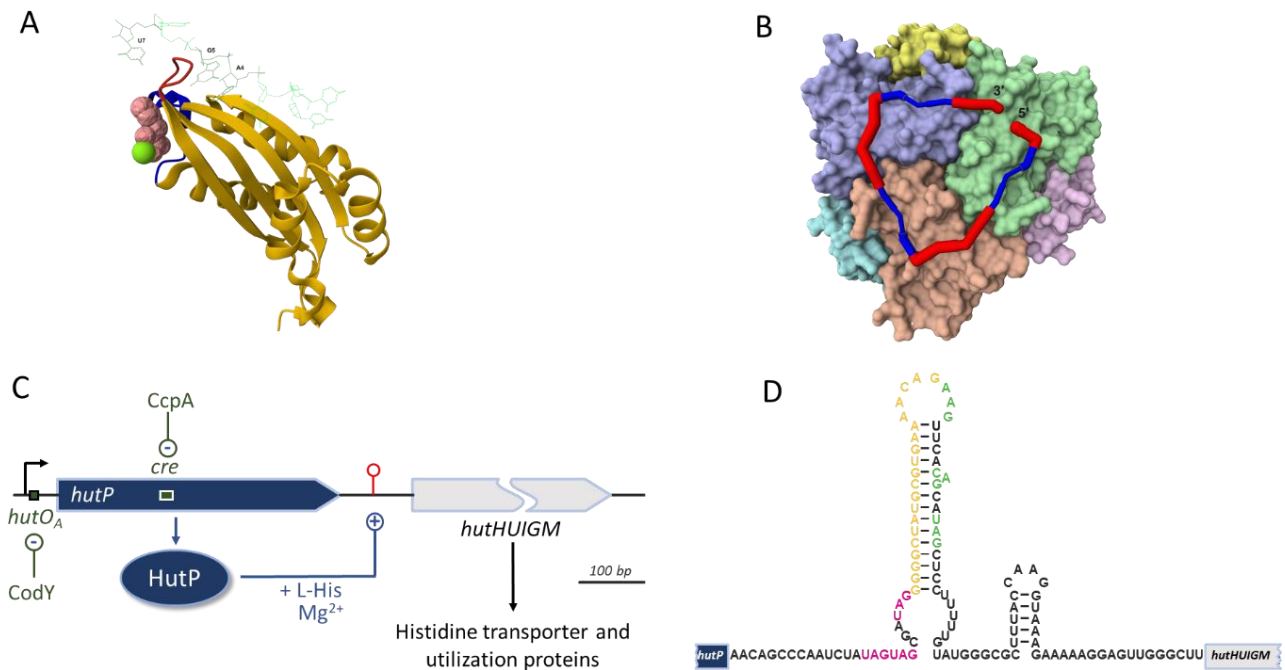 A
U7
G5
A4
B
3'
5'
C
CcpA
-
cre
hutP
hutO_A
-
CodY
HutP
+ L-His
Mg²⁺
+
hutHUIGM
100 bp
Histidine transporter and
utilization proteins
D
AACAGAAG
hutP AACAGCCCAAUCUAUAGUAG
UAUGGGCGC
GAAAAAGGAGUUGGGCUU hutHUIGM